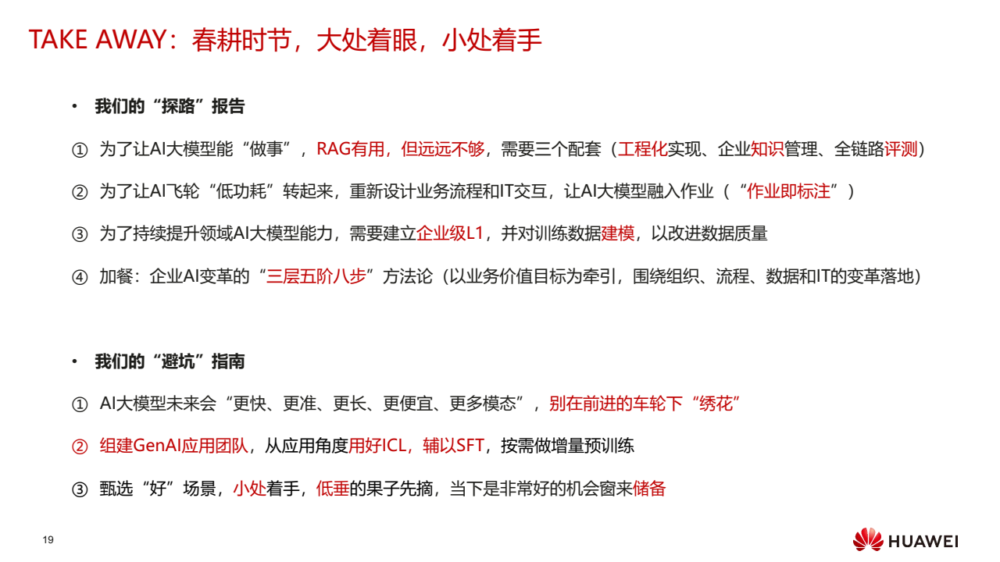 TAKE AWAY：春耕时节，大处着眼，小处着手
• 我们的“探路”报告
① 为了让AI大模型能“做事”，RAG有用，但远远不够，需要三个配套（工程化实现、企业知识管理、全链路评测）
② 为了让AI飞轮“低功耗”转起来，重新设计业务流程和IT交互，让AI大模型融入作业（“作业即标注”）
③ 为了持续提升领域AI大模型能力，需要建立企业级L1，并对训练数据建模，以改进数据质量
④ 加餐：企业AI变革的“三层五阶八步”方法论（以业务价值目标为牵引，围绕组织、流程、数据和IT的变革落地）
• 我们的“避坑”指南
① AI大模型未来会“更快、更准、更长、更便宜、更多模态”，别在前进的车轮下“绣花”
② 组建GenAI应用团队，从应用角度用好ICL，辅以SFT，按需做增量预训练
③ 甄选“好”场景，小处着手，低垂的果子先摘，当下是非常好的机会窗来储备
19
HUAWEI